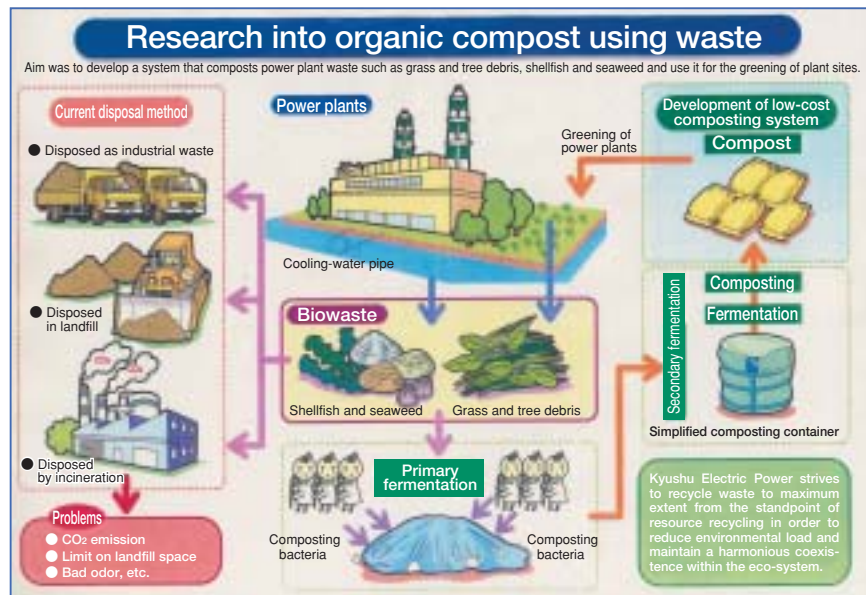 Research into organic compost using waste
Aim was to develop a system that composts power plant waste such as grass and tree debris, shellfish and seaweed and use it for the greening of plant sites.
Current disposal method
● Disposed as industrial waste
● Disposed
in landfill
● Disposed
by incineration
Problems
● CO₂ emission
● Limit on landfill space
● Bad odor, etc.
Power plants
Cooling-water pipe
Greening of
power plants
Biowaste
Shellfish and seaweed
Grass and tree debris
Primary
fermentation
Composting
bacteria
Composting
bacteria
Development of low-cost
composting system
Compost
Composting
Fermentation
Secondary fermentation
Simplified composting container
Kyushu Electric Power strives
to recycle waste to maximum
extent from the standpoint of
resource recycling in order to
reduce environmental load and
maintain a harmonious coexis-
tence within the eco-system.